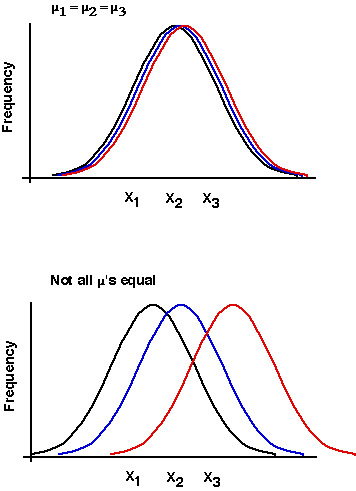 μ₁ = μ₂ = μ₃
Frequency
X₁ X₂ X₃
Not all μ's equal
Frequency
X₁ X₂ X₃